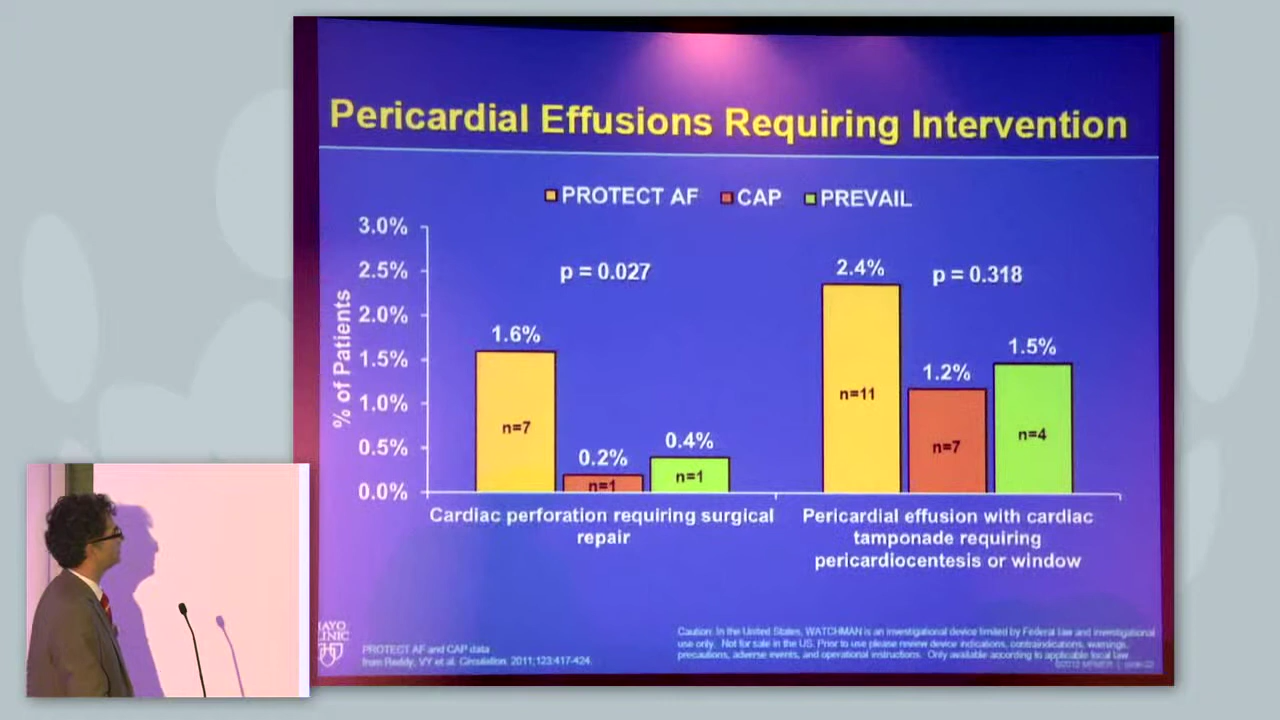 Pericardial Effusions Requiring Intervention
PROTECT AF CAP PREVAIL
% of Patients
3.0%
2.5%
2.0%
1.5%
1.0%
0.5%
0.0%
p = 0.027
1.6%
n=7
0.2%
n=1
0.4%
n=1
Cardiac perforation requiring surgical
repair
p = 0.318
2.4%
n=11
1.2%
n=7
1.5%
n=4
Pericardial effusion with cardiac
tamponade requiring
pericardiocentesis or window
AYO
LINIC
PROTECT AF and CAP data
from Reddy, VY et al. Circulation. 2011;123:417-424.
Caution: In the United States, WATCHMAN is an investigational device limited by Federal law and investigational
use only. Not for sale in the US. Prior to use please review device indications, contraindications, warnings,
precautions, adverse events, and operational instructions. Only available according to applicable local law.